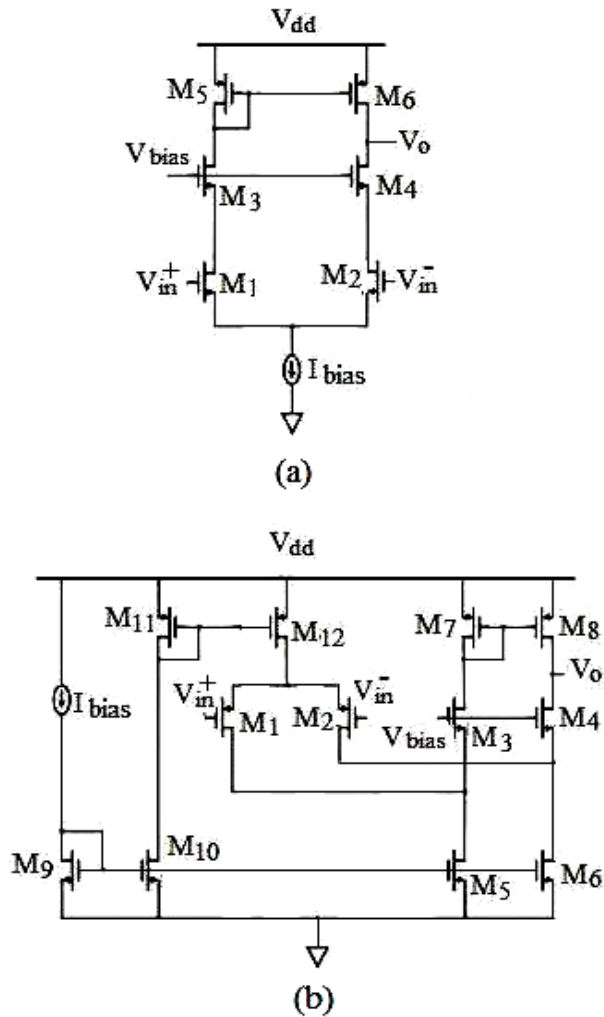 Vdd
M5
M6
Vo
Vbias
M3
M4
Vin+
M1
M2
Vin-
Ibias
(a)
Vdd
M11
M12
M7
M8
Vo
Ibias
Vin+
Vin-
M1
M2
Vbias
M3
M4
M9
M10
M5
M6
(b)